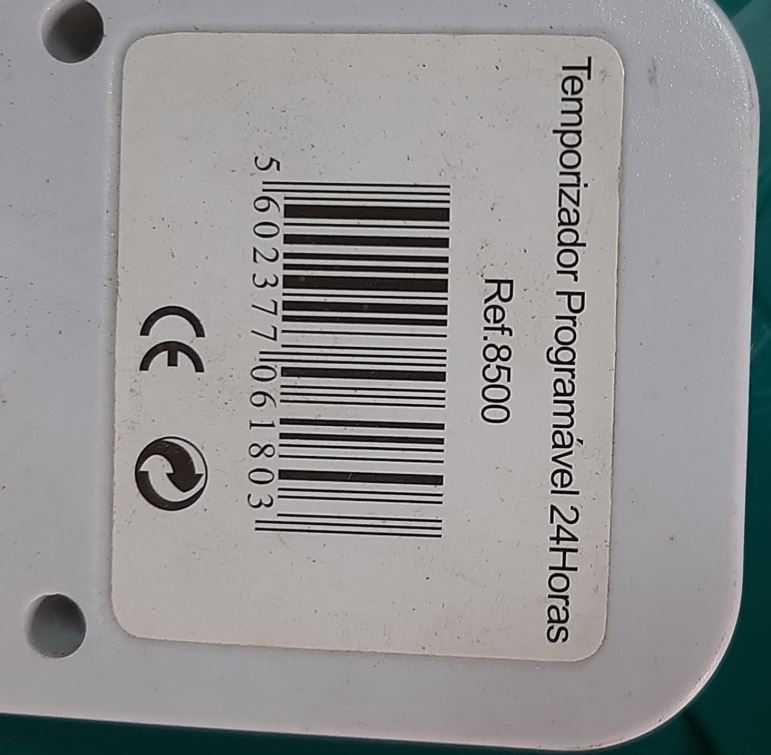 Temporizador Programável 24Horas
Ref.8500
5 602377 061803
CE